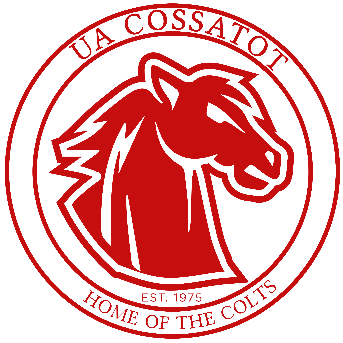 UA COSSATOT
EST. 1975
HOME OF THE COLTS